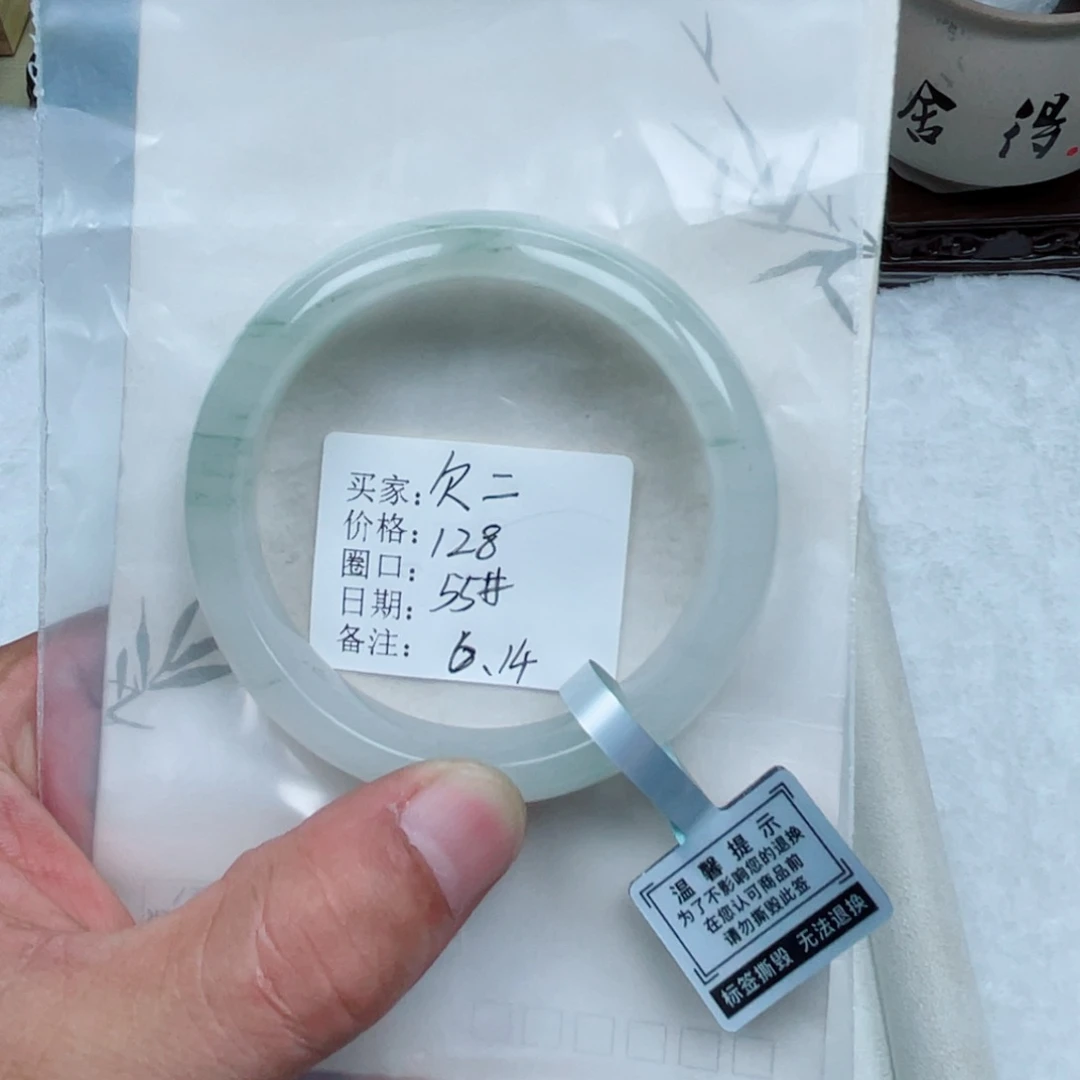 舍得
买家：欠二
价格：128
圈口：55#
日期：6.14
备注：
温馨提示
为了不影响您的退换
在您认可商品前
请勿撕毁此签
标签撕毁 无法退换